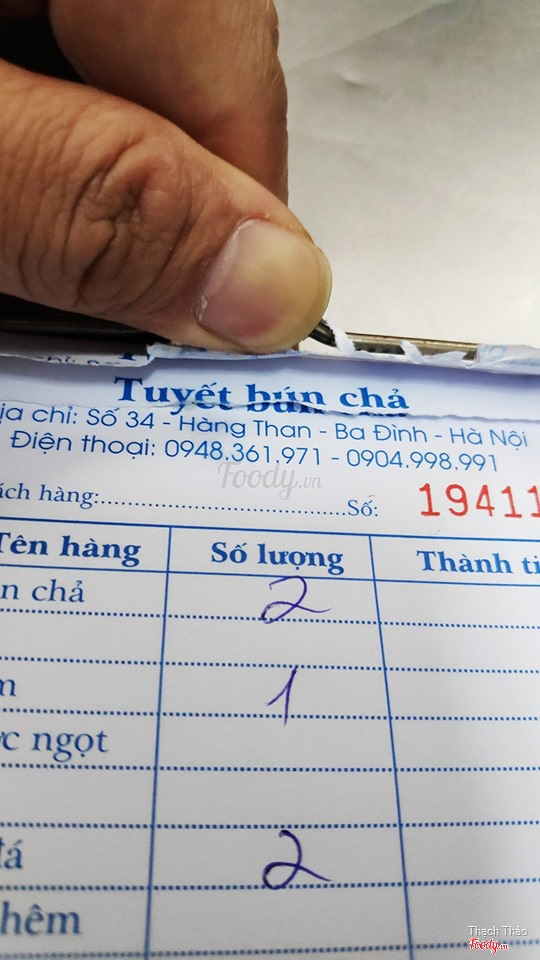 Tuyết bún chả
ịa chỉ: Số 34 - Hàng Than - Ba Đình - Hà Nội
Điện thoại: 0948.361.971 - 0904.998.991
Foody.vn
ách hàng:..........Số: 19411
Tên hàng Số lượng Thành ti
n chả 2
m 1
ớc ngọt
đá 2
hêm
Thach Thảo
Foody.vn